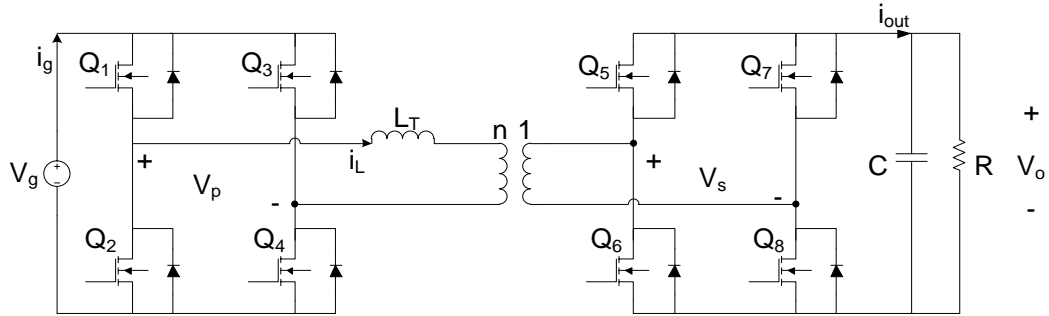 i_out
i_g
Q_1
Q_3
Q_5
Q_7
L_T
n 1
+
i_L
+
+
V_g
+
-
V_p
V_s
C
R
V_o
-
-
-
Q_2
Q_4
Q_6
Q_8